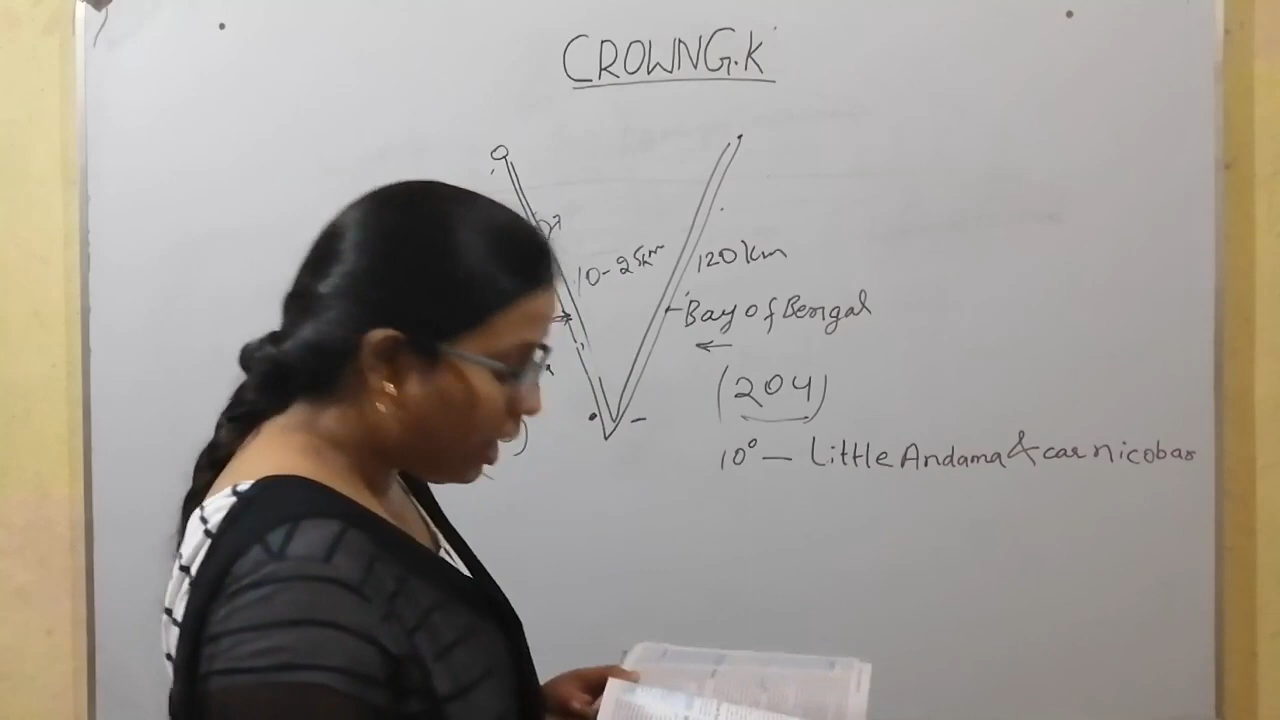 CROWNG.K
10-25km
120km
Bay of Bengal
(204)
10° - Little Andama & car nicobar